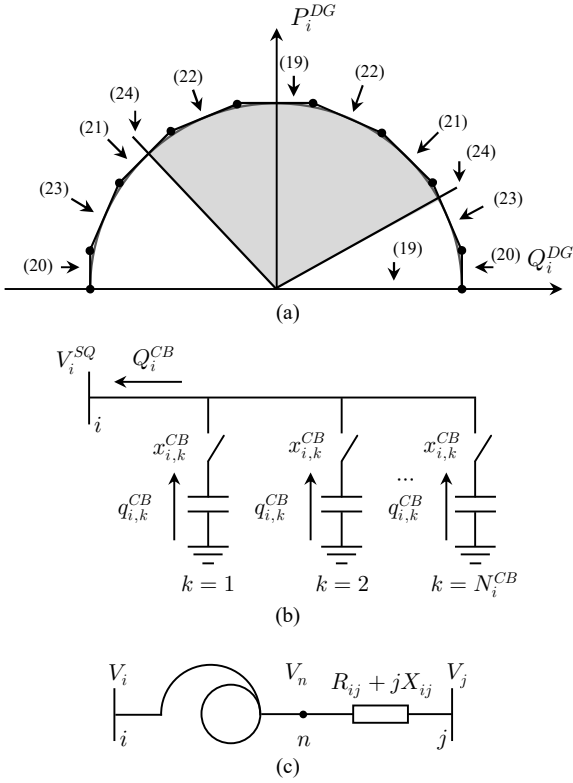 P_i^{DG}
(19)
(22) (22)
(24)
(21) (21)
(24)
(23) (23)
(19)
(20) (20) Q_i^{DG}
(a)
V_i^{SQ} Q_i^{CB}
i
x_{i,k}^{CB} x_{i,k}^{CB} ... x_{i,k}^{CB}
q_{i,k}^{CB} q_{i,k}^{CB} q_{i,k}^{CB}
k = 1 k = 2 k = N_i^{CB}
(b)
V_i V_n R_{ij} + jX_{ij} V_j
i n j
(c)